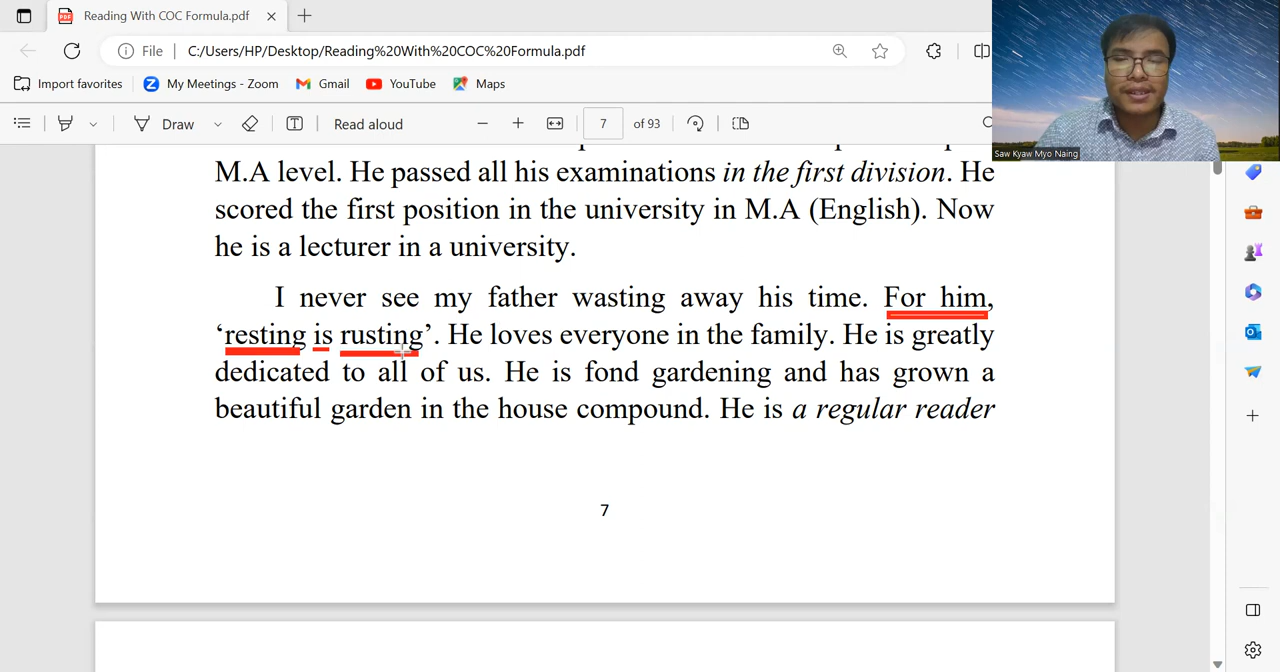 Reading With COC Formula.pdf
File
C:/Users/HP/Desktop/Reading%20With%20COC%20Formula.pdf
Import favorites
My Meetings - Zoom
Gmail
YouTube
Maps
Draw
Read aloud
7
of 93
Saw Kyaw Myo Naing
M.A level. He passed all his examinations in the first division. He
scored the first position in the university in M.A (English). Now
he is a lecturer in a university.
I never see my father wasting away his time. For him,
‘resting is rusting’. He loves everyone in the family. He is greatly
dedicated to all of us. He is fond gardening and has grown a
beautiful garden in the house compound. He is a regular reader
7